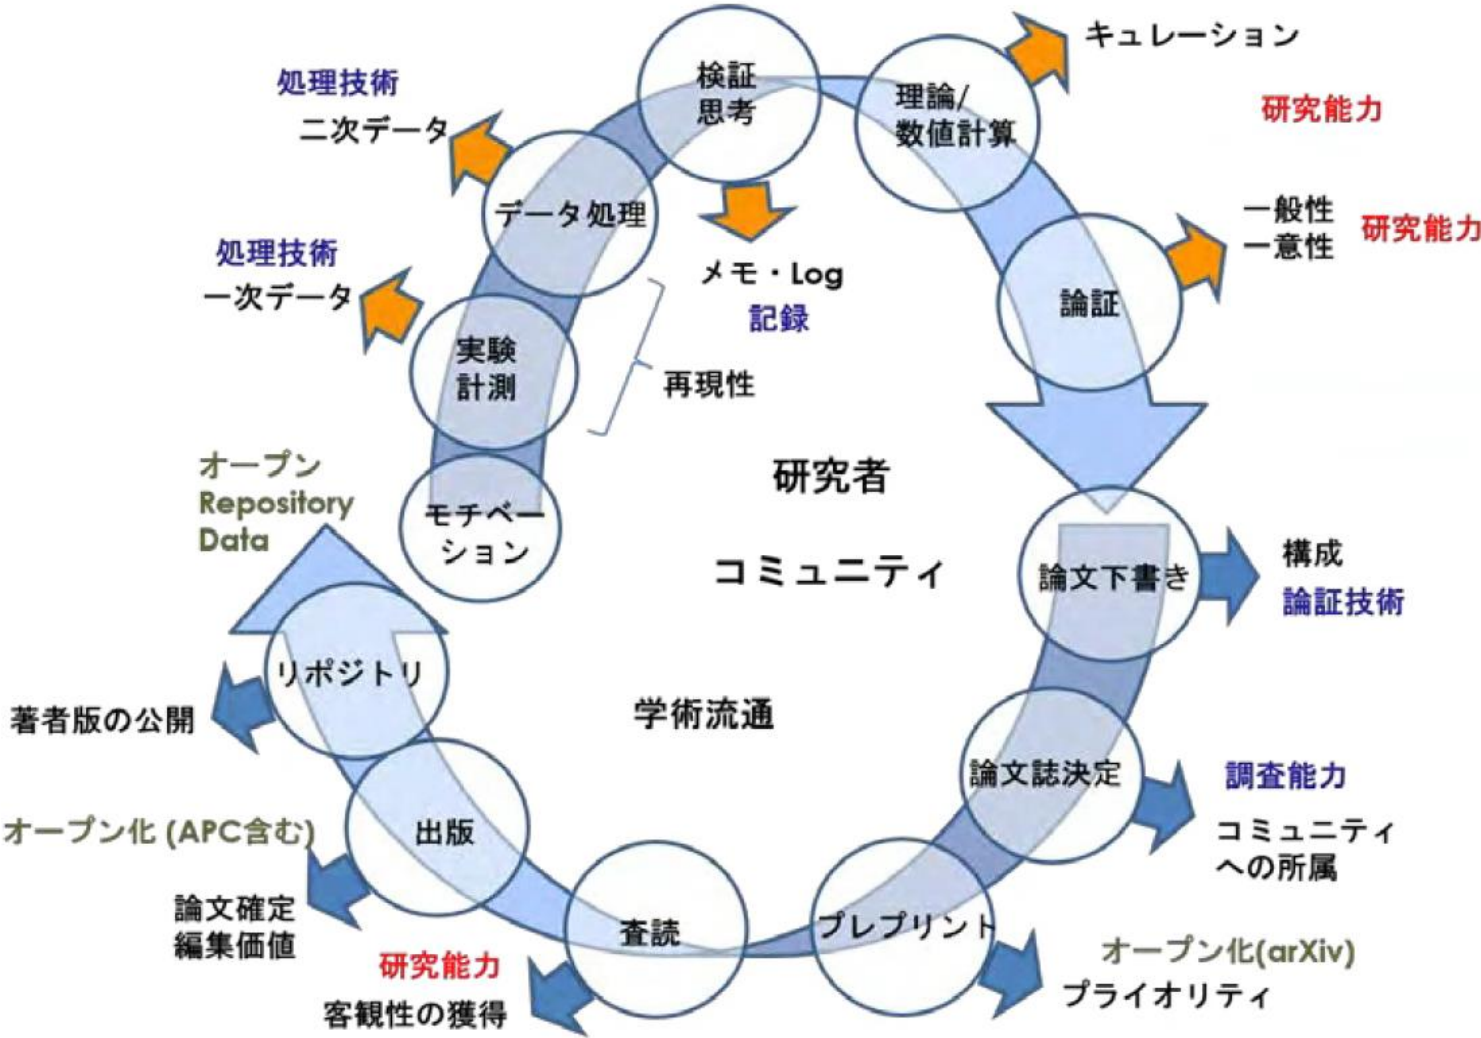 検証
思考
理論/
数値計算
キュレーション
研究能力
処理技術
二次データ
データ処理
メモ・Log
記録
一般性
一意性
研究能力
論証
処理技術
一次データ
実験
計測
再現性
モチベー
ション
研究者
コミュニティ
学術流通
論文下書き
構成
論証技術
論文誌決定
調査能力
コミュニティ
への所属
プレプリント
オープン化(arXiv)
プライオリティ
査読
研究能力
客観性の獲得
出版
オープン化 (APC含む)
論文確定
編集価値
リポジトリ
著者版の公開
オープン
Repository
Data